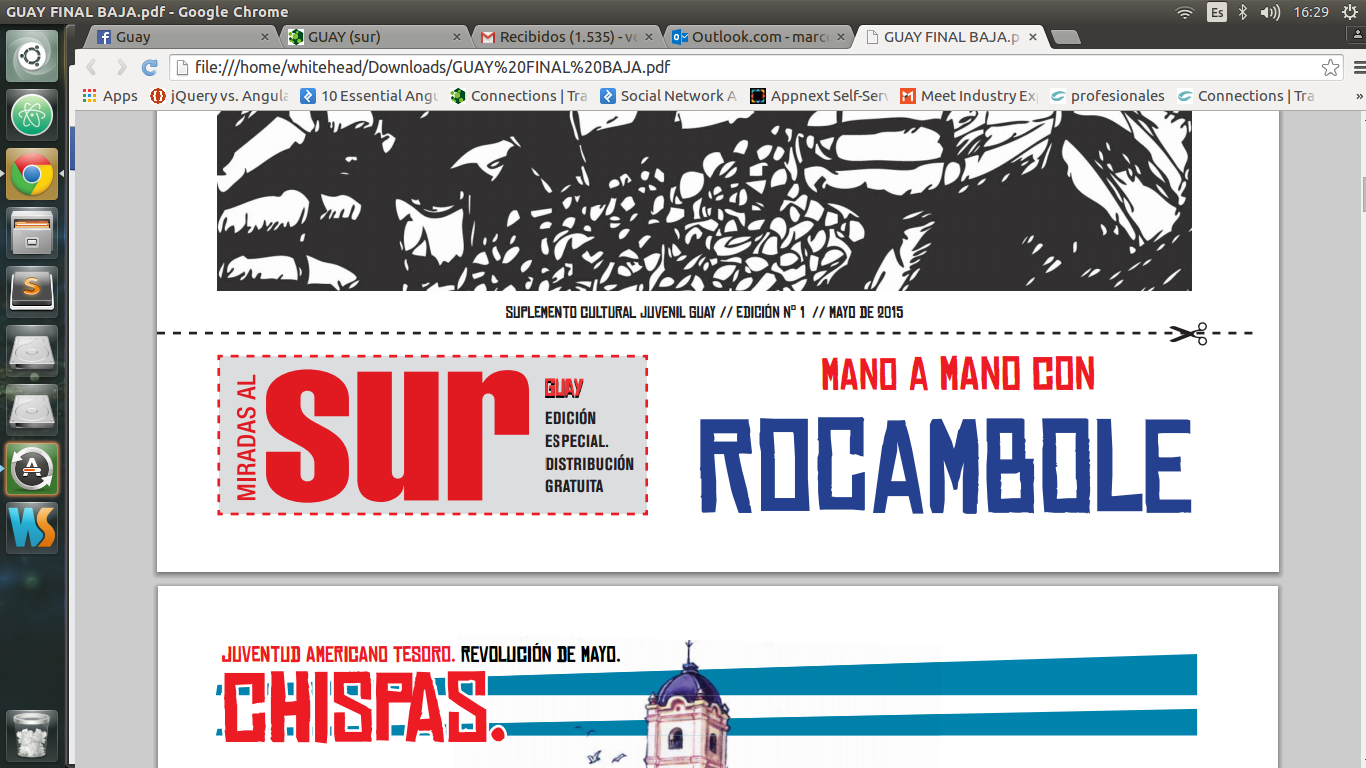 GUAY FINAL BAJA.pdf - Google Chrome
Es
16:29
Guay
GUAY (sur)
Recibidos (1.535) - v
Outlook.com - marc
GUAY FINAL BAJA.p
file:///home/whitehead/Downloads/GUAY%20FINAL%20BAJA.pdf
Apps
jQuery vs. Angula
10 Essential Angu
Connections | Tra
Social Network A
Appnext Self-Serv
Meet Industry Exp
profesionales
Connections | Tra
»
SUPLEMENTO CULTURAL JUVENIL GUAY // EDICIÓN Nº 1 // MAYO DE 2015
MIRADAS AL
sur
GUAY
EDICIÓN
ESPECIAL.
DISTRIBUCIÓN
GRATUITA
MANO A MANO CON
ROCAMBOLE
JUVENTUD AMERICANO TESORO. REVOLUCIÓN DE MAYO.
CHISPAS.